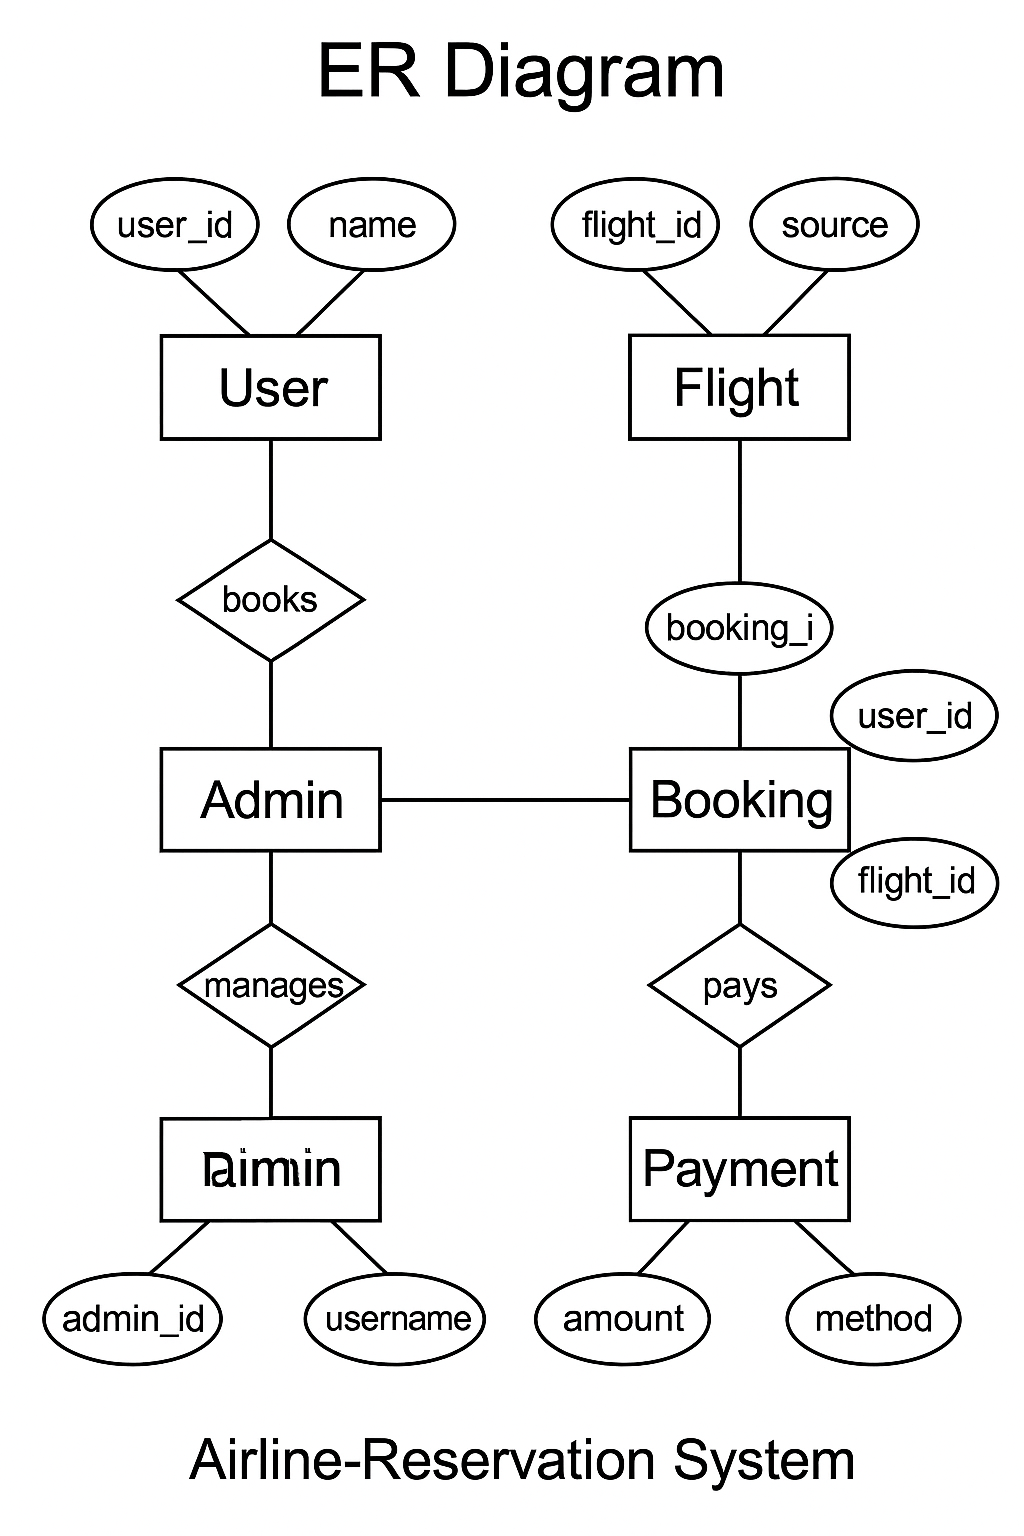 ER Diagram
user_id
name
flight_id
source
User
Flight
books
booking_i
user_id
Admin
Booking
flight_id
manages
pays
Payment
admin_id
username
amount
method
Airline-Reservation System